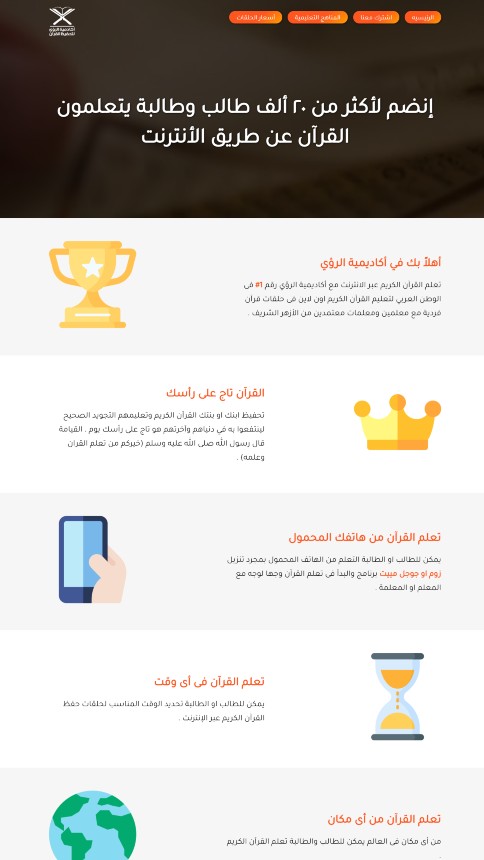 الرئيسيه
اشترك معنا
المناهج التعليمية
أسعار الحلقات
أكاديمية الرؤي
لتحفيظ القرآن
إنضم لأكثر من ٢٠ ألف طالب وطالبة يتعلمون
القرآن عن طريق الأنترنت
أهلاً بك في أكاديمية الرؤي
تعلم القرآن الكريم عبر الانترنت مع أكاديمية الرؤي رقم #1 في
الوطن العربي لتعليم القرآن الكريم اون لاين فى حلقات قرآن
فردية مع معلمين ومعلمات معتمدين من الأزهر الشريف .
القرآن تاج على رأسك
تحفيظ ابنك او بنتك القرآن الكريم وتعليمهم التجويد الصحيح
لينتفعوا به في دنياهم وآخرتهم هو تاج على رأسك يوم . القيامة
قال رسول الله صلى الله عليه وسلم (خيركم من تعلم القران
وعلمه) .
تعلم القرآن من هاتفك المحمول
يمكن للطالب او الطالبة التعلم من الهاتف المحمول بمجرد تنزيل
زوم او جوجل مييت برنامج والبدأ فى تعلم القرآن وجها لوجه مع
المعلم او المعلمة .
تعلم القرآن فى أى وقت
يمكن للطالب او الطالبة تحديد الوقت المناسب لحلقات حفظ
القرآن الكريم عبر الإنترنت .
تعلم القرآن من أى مكان
من أى مكان فى العالم يمكن للطالب والطالبة تعلم القرآن الكريم
.